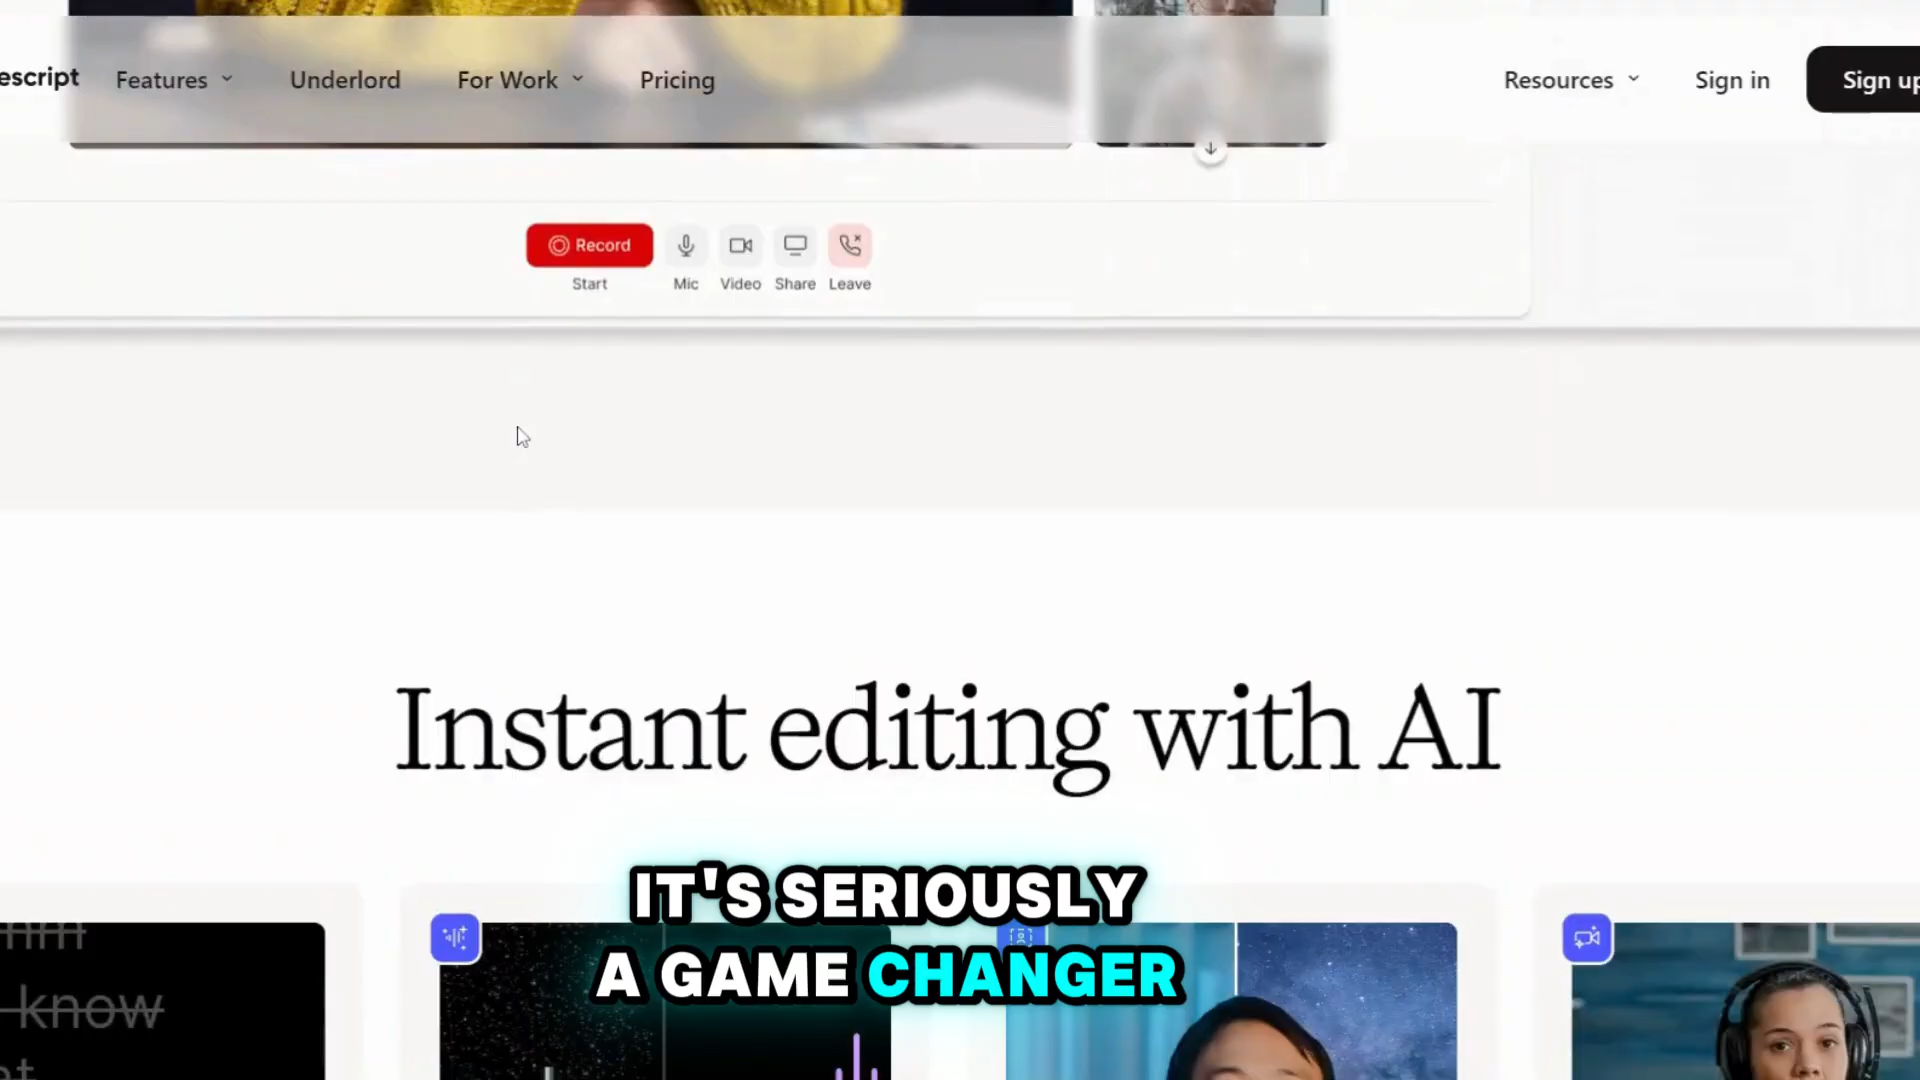 escript Features Underlord For Work Pricing Resources Sign in Sign up
Record
Start Mic Video Share Leave
Instant editing with AI
IT'S SERIOUSLY
A GAME CHANGER
know